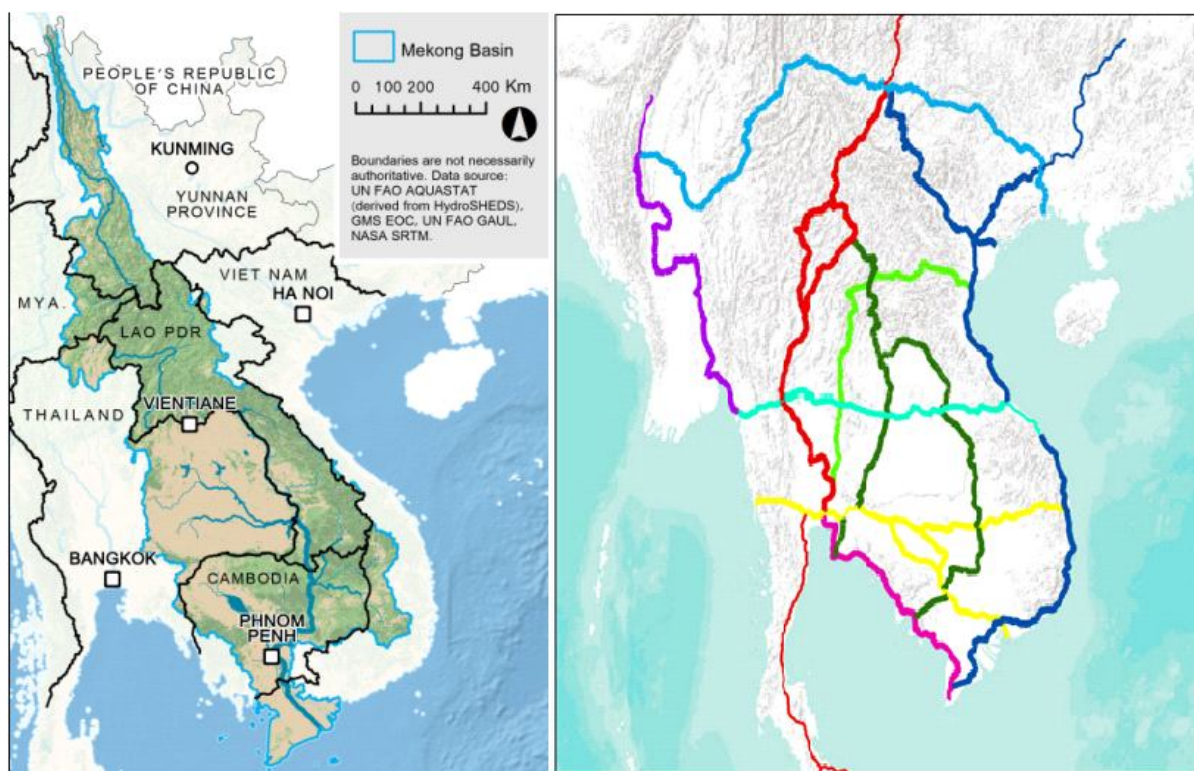 PEOPLE'S REPUBLIC
OF CHINA
KUNMING
YUNNAN
PROVINCE
Mekong Basin
0 100 200 400 Km
Boundaries are not necessarily
authoritative. Data source:
UN FAO AQUASTAT
(derived from HydroSHEDS),
GMS EOC, UN FAO GAUL,
NASA SRTM.
VIET NAM
HA NOI
MYA.
LAO PDR
THAILAND
VIENTIANE
BANGKOK
CAMBODIA
PHNOM
PENH